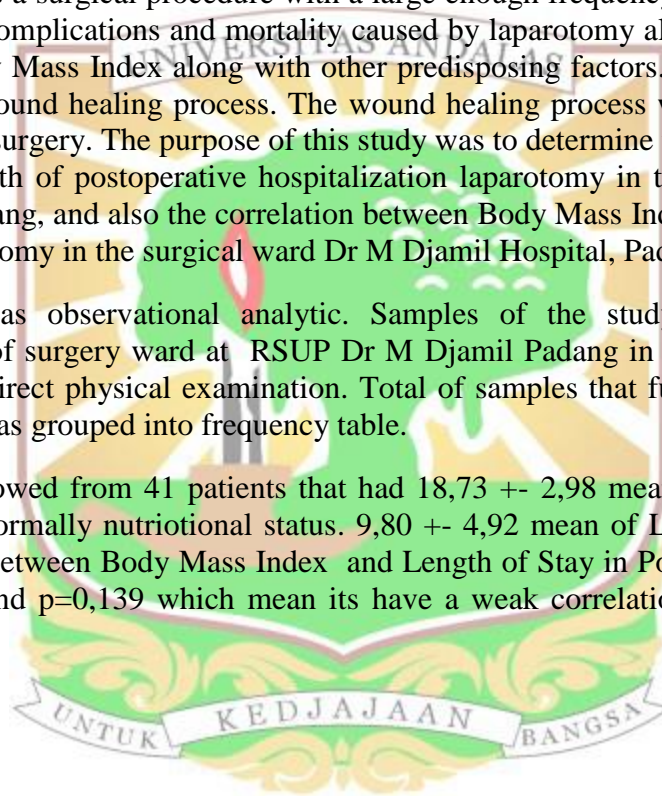 a surgical procedure with a large enough frequency
omplications and mortality caused by laparotomy al
UNIVERSITAS ANDALAS
Mass Index along with other predisposing factors.
ound healing process. The wound healing process w
surgery. The purpose of this study was to determine
th of postoperative hospitalization laparotomy in t
ang, and also the correlation between Body Mass Ind
omy in the surgical ward Dr M Djamil Hospital, Pad
as observational analytic. Samples of the stud
of surgery ward at RSUP Dr M Djamil Padang in
direct physical examination. Total of samples that fu
as grouped into frequency table.
owed from 41 patients that had 18,73 +- 2,98 mea
ormally nutriotional status. 9,80 +- 4,92 mean of L
etween Body Mass Index and Length of Stay in Po
nd p=0,139 which mean its have a weak correlatio
UNTUK KEDJAJAAN BANGSA